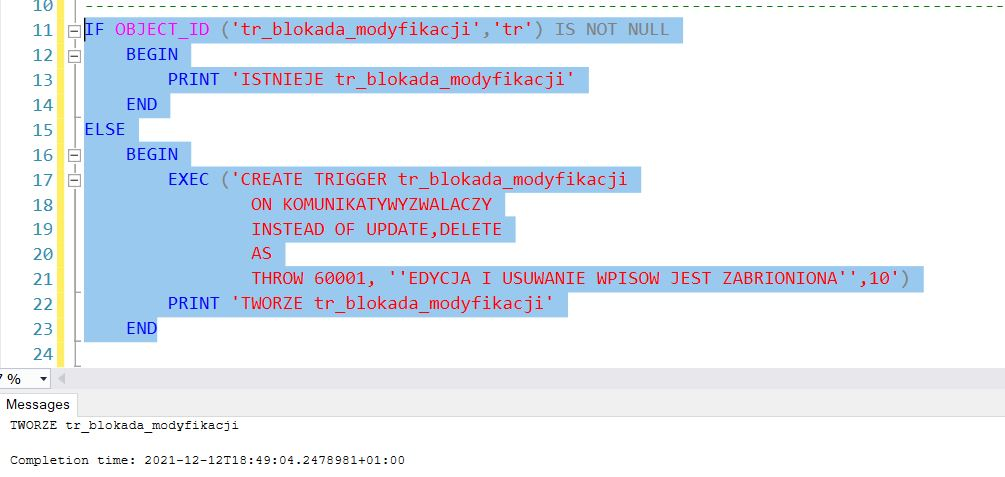 10 --------------------------------------------------------------------------------
11 IF OBJECT_ID ('tr_blokada_modyfikacji','tr') IS NOT NULL
12 BEGIN
13 PRINT 'ISTNIEJE tr_blokada_modyfikacji'
14 END
15 ELSE
16 BEGIN
17 EXEC ('CREATE TRIGGER tr_blokada_modyfikacji
18 ON KOMUNIKATYWYZWALACZY
19 INSTEAD OF UPDATE,DELETE
20 AS
21 THROW 60001, ''EDYCJA I USUWANIE WPISOW JEST ZABRIONIONA'',10')
22 PRINT 'TWORZE tr_blokada_modyfikacji'
23 END
24
7 %
Messages
TWORZE tr_blokada_modyfikacji
Completion time: 2021-12-12T18:49:04.2478981+01:00